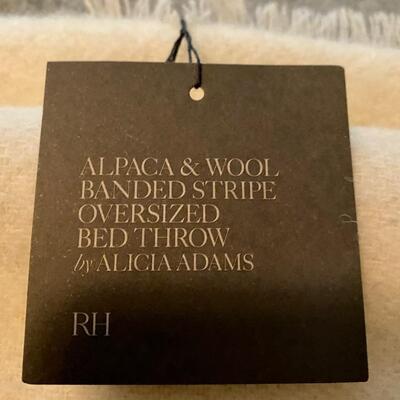 ALPACA & WOOL
BANDED STRIPE
OVERSIZED
BED THROW
by ALICIA ADAMS
RH